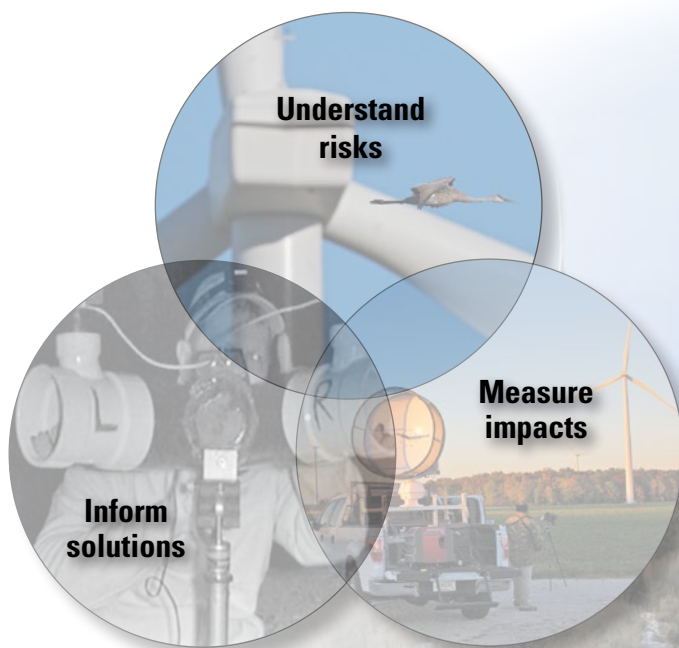 Understand
risks
Measure
impacts
Inform
solutions